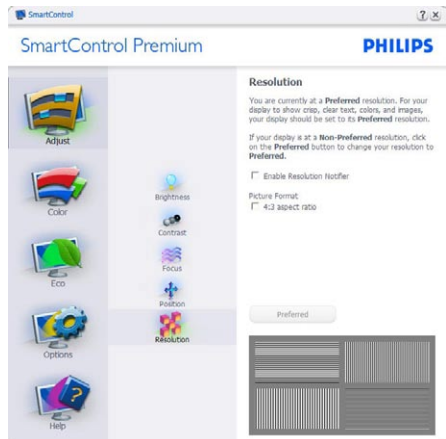 SmartControl
? x
SmartControl Premium
PHILIPS
Adjust
Color
Eco
Options
Help
Brightness
Contrast
Focus
Position
Resolution
Resolution
You are currently at a Preferred resolution. For your
display to show crisp, clear text, colors, and images,
your display should be set to its Preferred resolution.
If your display is at a Non-Preferred resolution, click
on the Preferred button to change your resolution to
Preferred.
Enable Resolution Notifier
Picture Format
4:3 aspect ratio
Preferred